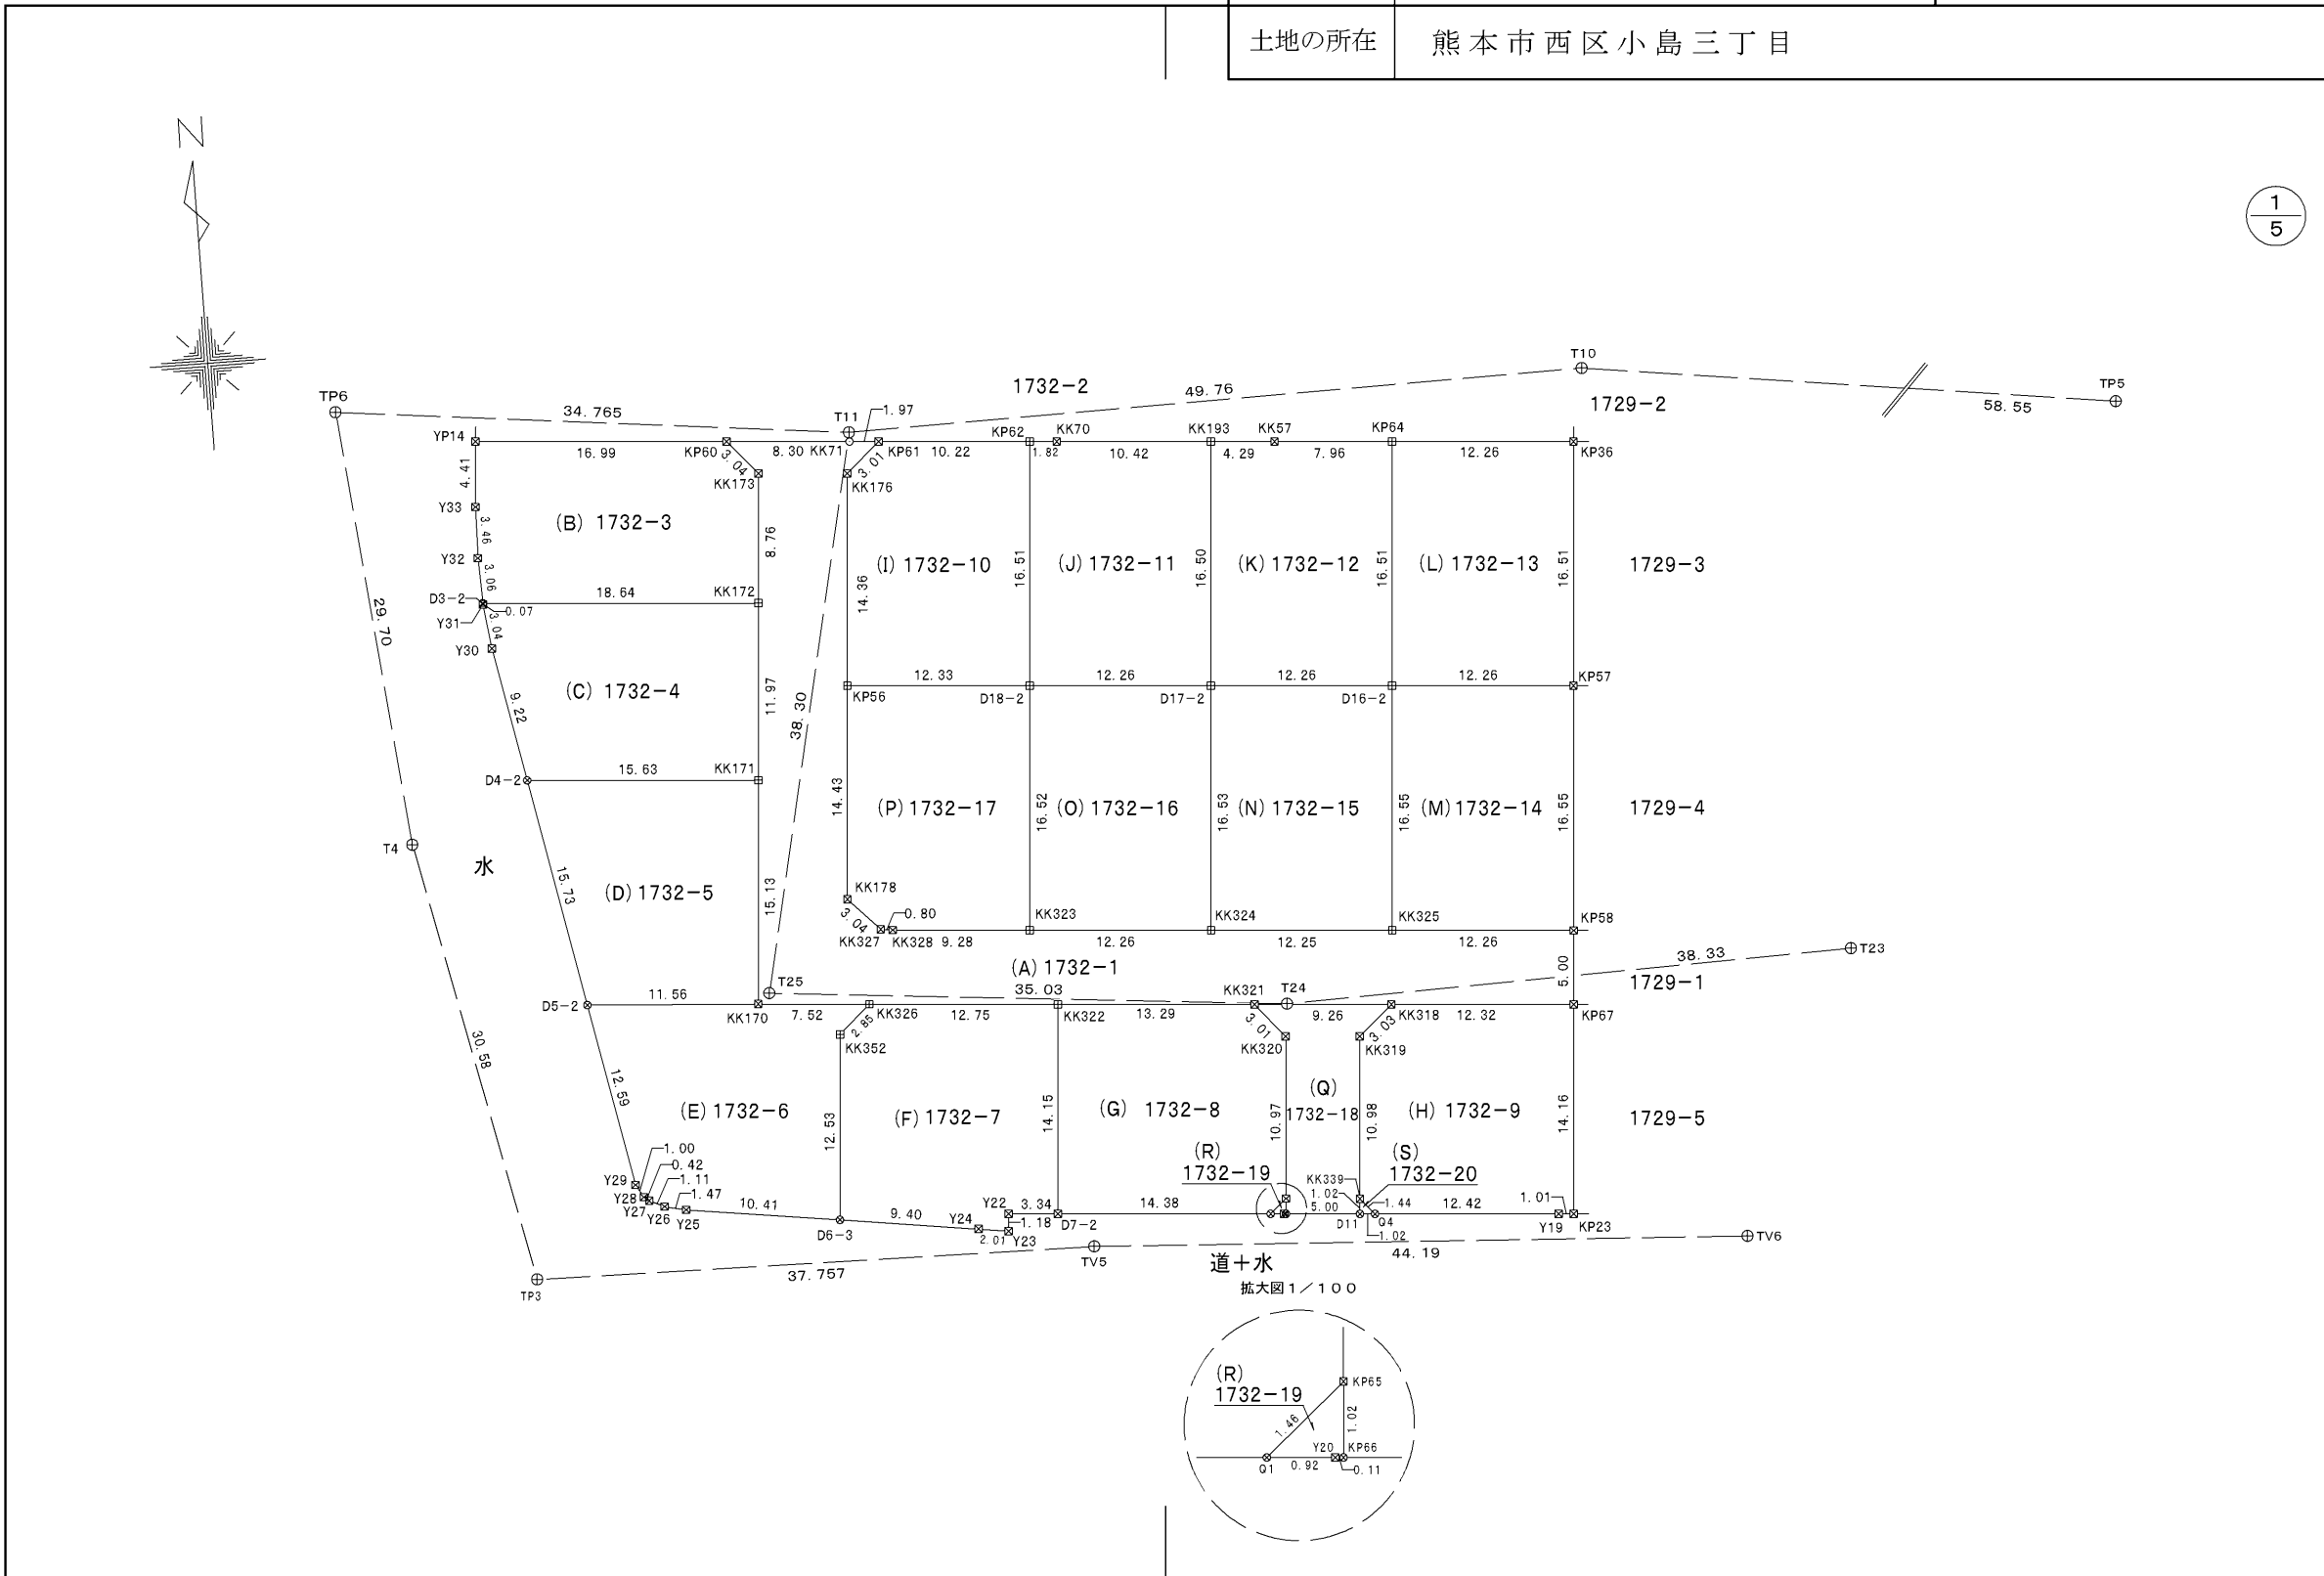 土地の所在 熊本市西区小島三丁目
N
1
5
T10
TP6
1732-2
49.76
TP5
34.765
T11
1.97
1729-2
58.55
YP14
KP62
KK70
KK193
KK57
KP64
16.99
KP60
8.30
KK71
KP61
10.22
1.82
10.42
4.29
7.96
12.26
KP36
4.41
3.04
3.01
KK173
KK176
Y33
(B) 1732-3
3.46
8.76
Y32
3.06
(I) 1732-10
16.51
(J) 1732-11
16.50
(K) 1732-12
16.51
(L) 1732-13
16.51
1729-3
14.36
D3-2
18.64
KK172
0.07
Y31
3.04
29.70
Y30
12.33
12.26
12.26
12.26
KP57
(C) 1732-4
11.97
KP56
D18-2
D17-2
D16-2
9.22
38.30
D4-2
15.63
KK171
14.43
(P) 1732-17
16.52
(O) 1732-16
16.53
(N) 1732-15
16.55
(M) 1732-14
16.55
1729-4
T4
水
15.73
(D) 1732-5
15.13
KK178
3.04
0.80
KK323
KK324
KK325
KP58
KK327
KK328
9.28
12.26
12.25
12.26
T23
38.33
(A) 1732-1
5.00
1729-1
T25
35.03
T24
D5-2
11.56
KK321
KK170
7.52
KK326
12.75
KK322
13.29
9.26
KK318
12.32
KP67
2.85
3.01
3.03
KK352
KK320
KK319
30.58
12.59
(E) 1732-6
12.53
(F) 1732-7
14.15
(G) 1732-8
10.97
(Q)
1732-18
10.98
(H) 1732-9
14.16
1729-5
1.00
0.42
1.11
1.47
(R)
1732-19
(S)
1732-20
KK339
Y29
Y28
Y27
Y26
Y25
10.41
D6-3
9.40
Y24
2.01
Y22
3.34
1.18
Y23
D7-2
14.38
1.02
5.00
D11
1.44
Q4
1.02
12.42
1.01
Y19
KP23
TV6
TV5
44.19
道+水
37.757
TP3
拡大図1/100
(R)
1732-19
KP65
1.46
1.02
Y20
KP66
Q1
0.92
0.11